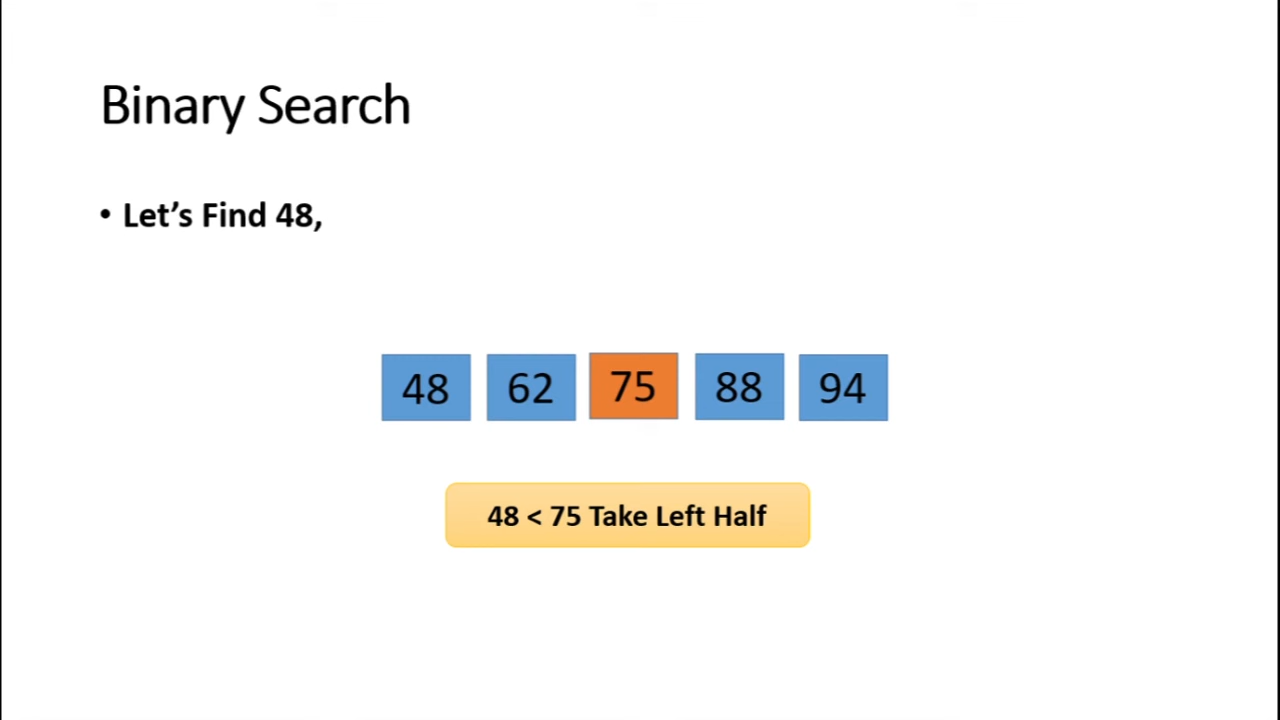 Binary Search
• Let’s Find 48,
48 62 75 88 94
48 < 75 Take Left Half